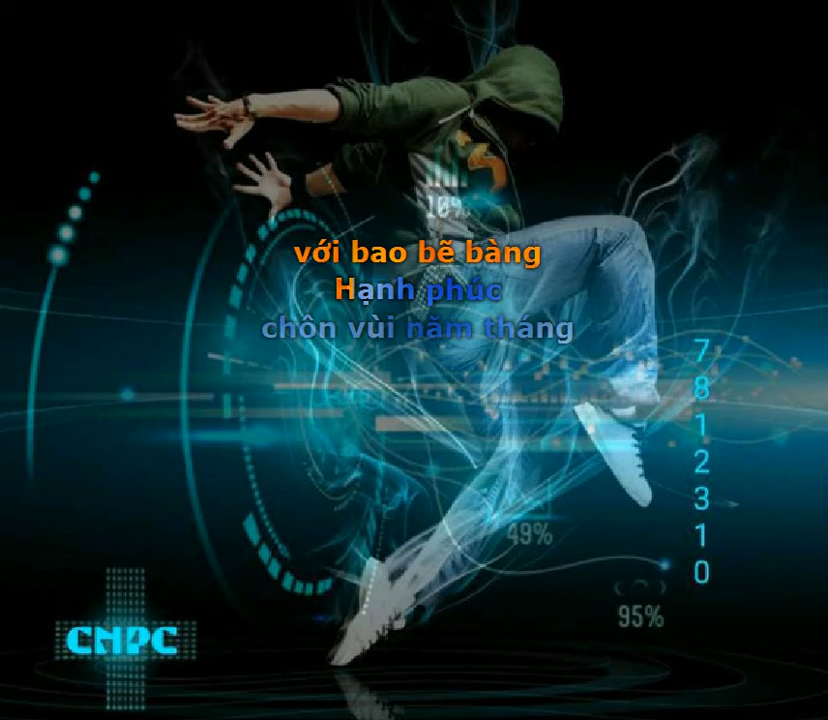 10%
với bao bẽ bàng
Hạnh phúc
chôn vùi năm tháng
7
8
1
2
3
1
0
49%
95%
CNPC